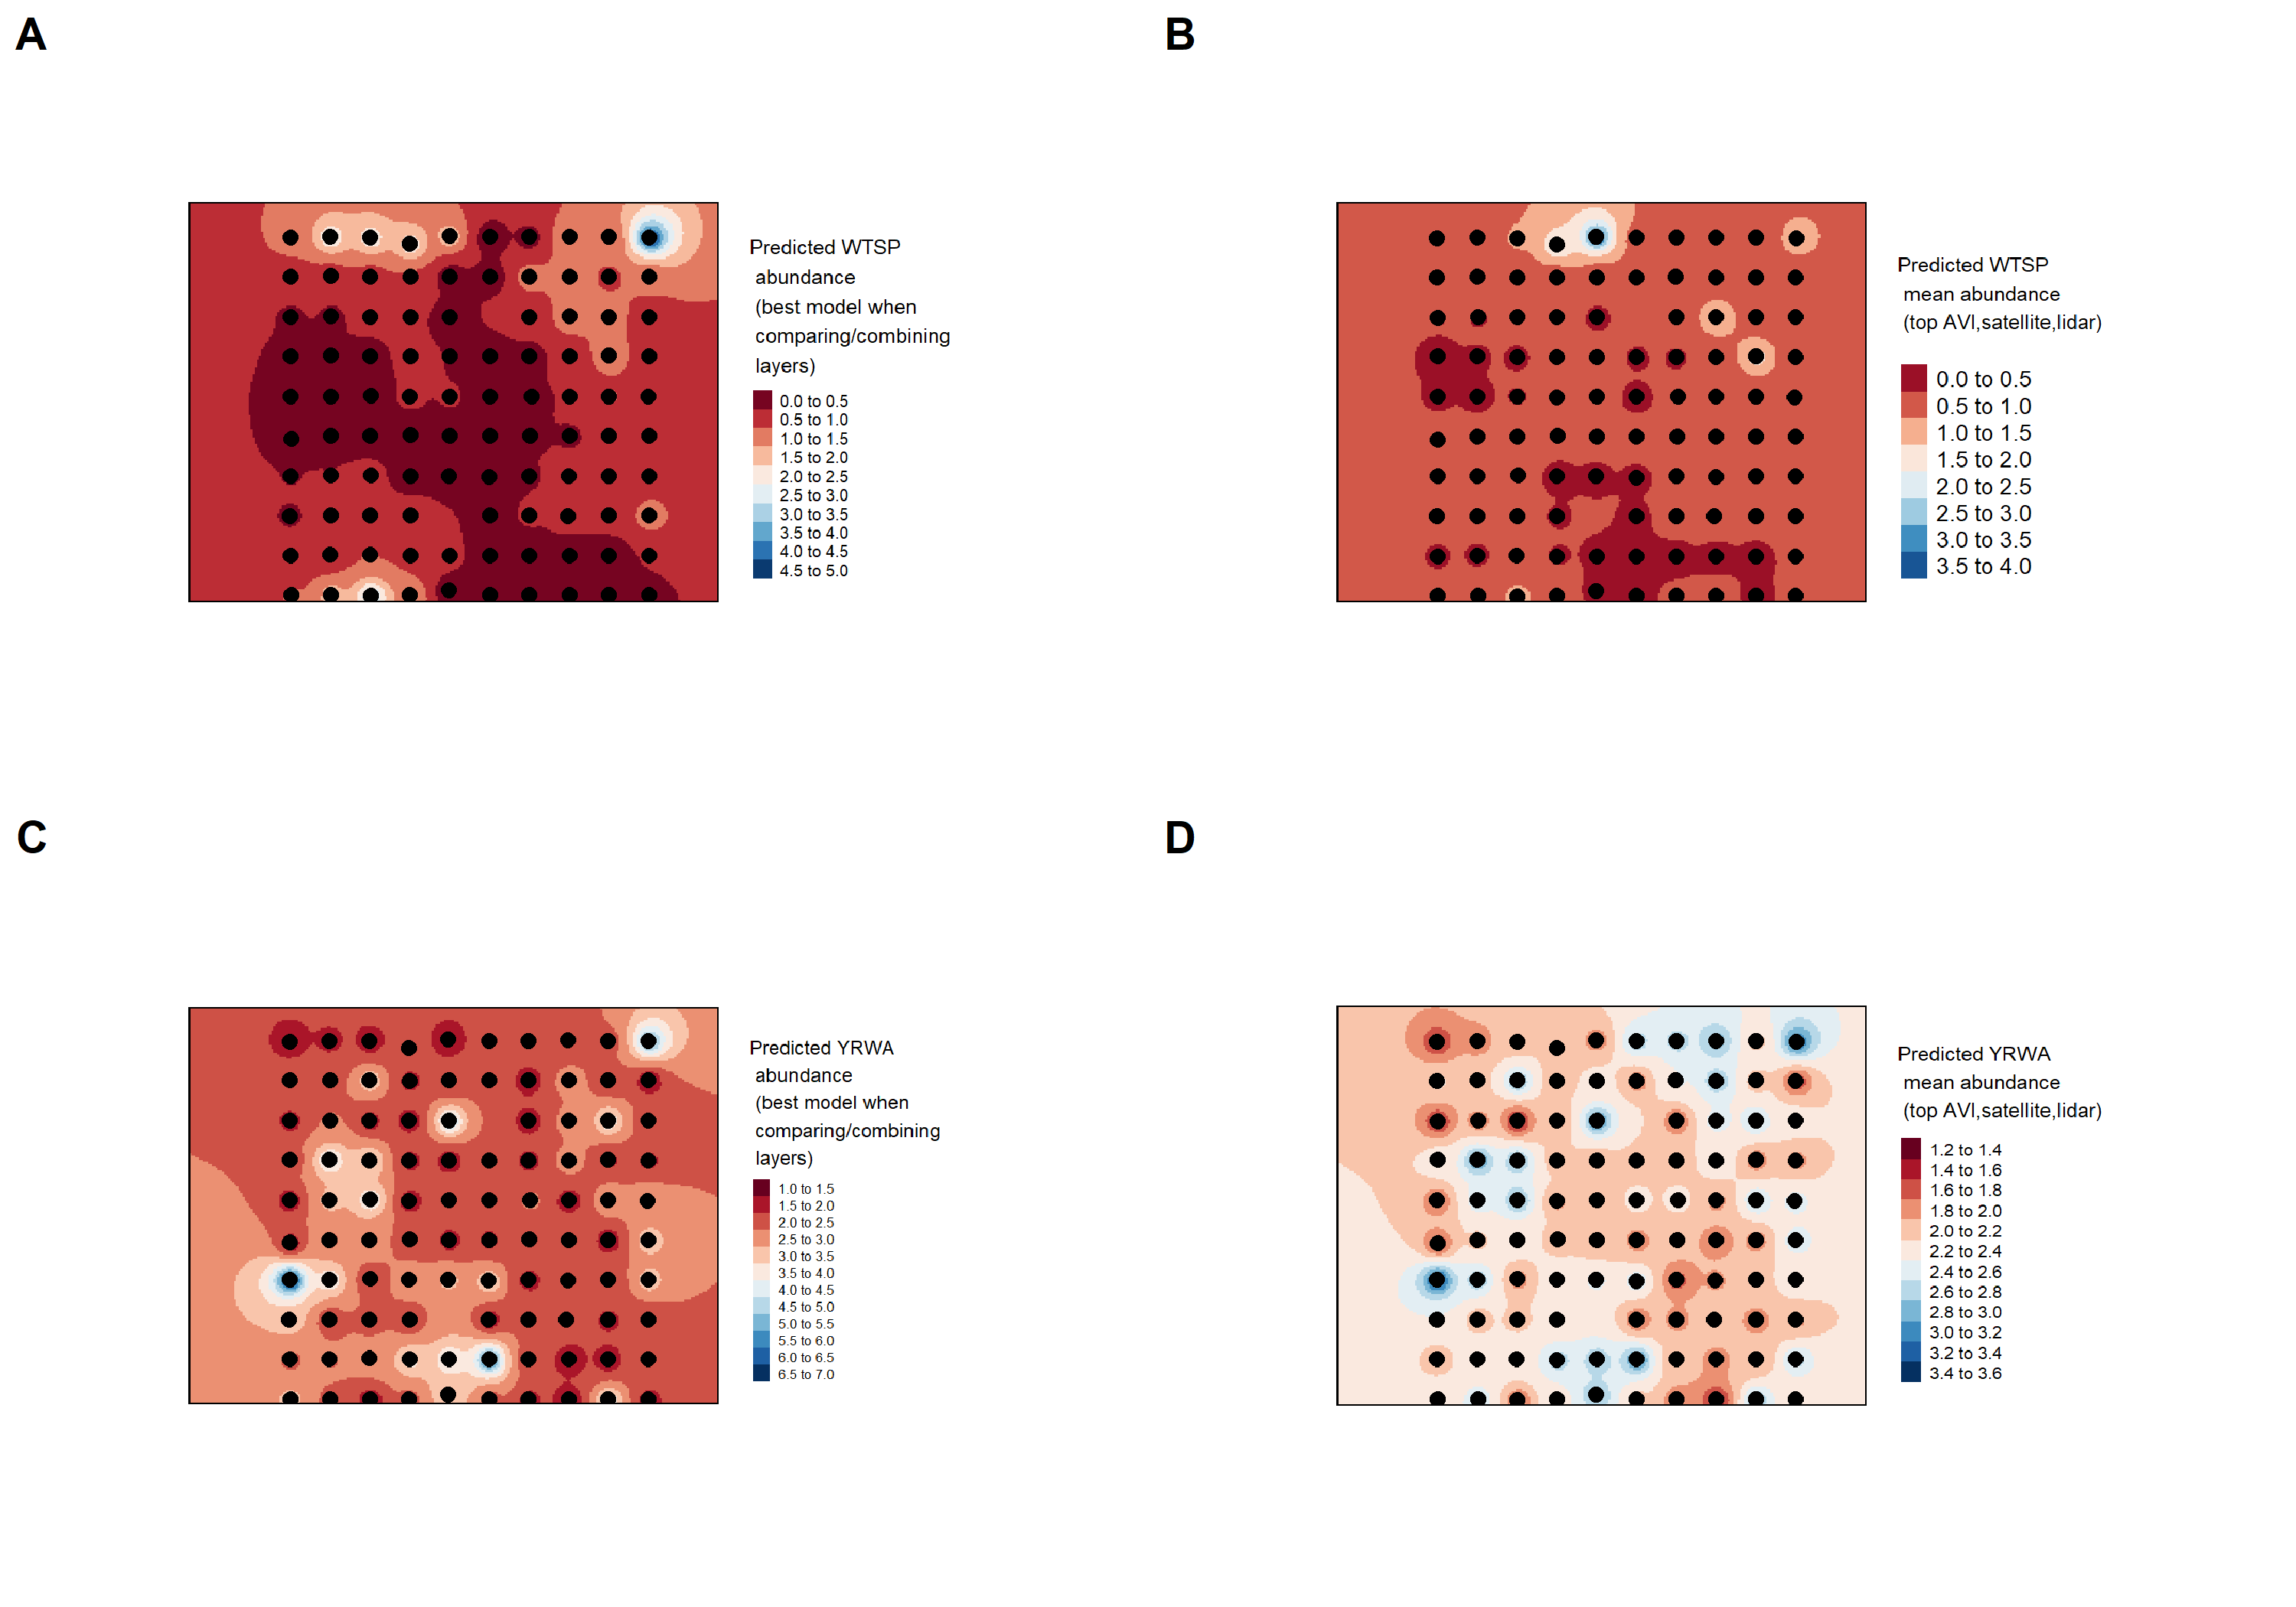 A
Predicted WTSP
abundance
(best model when
comparing/combining
layers)
0.0 to 0.5
0.5 to 1.0
1.0 to 1.5
1.5 to 2.0
2.0 to 2.5
2.5 to 3.0
3.0 to 3.5
3.5 to 4.0
4.0 to 4.5
4.5 to 5.0
B
Predicted WTSP
mean abundance
(top AVI,satellite,lidar)
0.0 to 0.5
0.5 to 1.0
1.0 to 1.5
1.5 to 2.0
2.0 to 2.5
2.5 to 3.0
3.0 to 3.5
3.5 to 4.0
C
Predicted YRWA
abundance
(best model when
comparing/combining
layers)
1.0 to 1.5
1.5 to 2.0
2.0 to 2.5
2.5 to 3.0
3.0 to 3.5
3.5 to 4.0
4.0 to 4.5
4.5 to 5.0
5.0 to 5.5
5.5 to 6.0
6.0 to 6.5
6.5 to 7.0
D
Predicted YRWA
mean abundance
(top AVI,satellite,lidar)
1.2 to 1.4
1.4 to 1.6
1.6 to 1.8
1.8 to 2.0
2.0 to 2.2
2.2 to 2.4
2.4 to 2.6
2.6 to 2.8
2.8 to 3.0
3.0 to 3.2
3.2 to 3.4
3.4 to 3.6